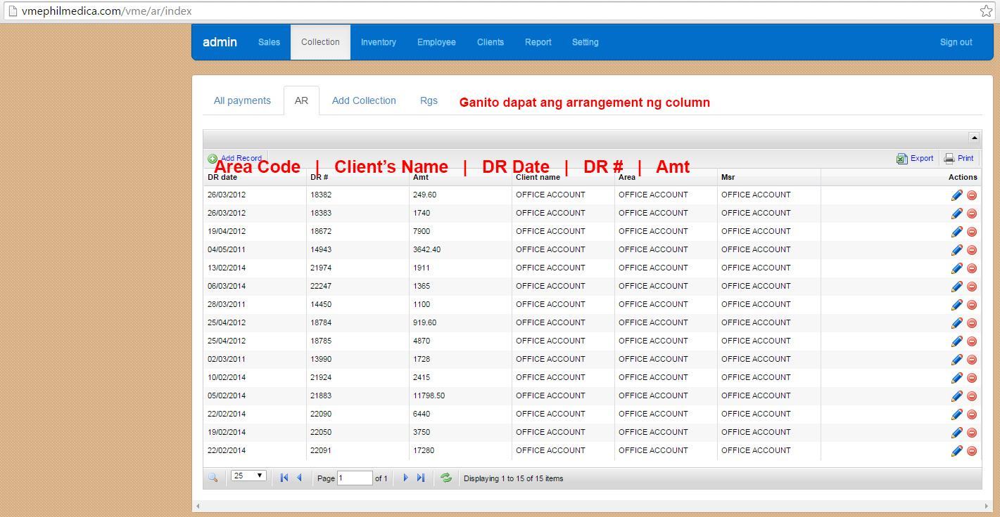 vmephilmedica.com/vme/ar/index
admin Sales Collection Inventory Employee Clients Report Setting Sign out
All payments AR Add Collection Rgs Ganito dapat ang arrangement ng column
Add Record Export Print
Area Code | Client’s Name | DR Date | DR # | Amt
DR date DR # Amt Client name Area Msr Actions
26/03/2012 18382 249.60 OFFICE ACCOUNT OFFICE ACCOUNT OFFICE ACCOUNT
26/03/2012 18383 1740 OFFICE ACCOUNT OFFICE ACCOUNT OFFICE ACCOUNT
19/04/2012 18672 7900 OFFICE ACCOUNT OFFICE ACCOUNT OFFICE ACCOUNT
04/05/2011 14943 3642.40 OFFICE ACCOUNT OFFICE ACCOUNT OFFICE ACCOUNT
13/02/2014 21974 1911 OFFICE ACCOUNT OFFICE ACCOUNT OFFICE ACCOUNT
06/03/2014 22247 1365 OFFICE ACCOUNT OFFICE ACCOUNT OFFICE ACCOUNT
28/03/2011 14450 1100 OFFICE ACCOUNT OFFICE ACCOUNT OFFICE ACCOUNT
25/04/2012 18784 919.60 OFFICE ACCOUNT OFFICE ACCOUNT OFFICE ACCOUNT
25/04/2012 18785 4870 OFFICE ACCOUNT OFFICE ACCOUNT OFFICE ACCOUNT
02/03/2011 13990 1728 OFFICE ACCOUNT OFFICE ACCOUNT OFFICE ACCOUNT
10/02/2014 21924 2415 OFFICE ACCOUNT OFFICE ACCOUNT OFFICE ACCOUNT
05/02/2014 21883 11798.50 OFFICE ACCOUNT OFFICE ACCOUNT OFFICE ACCOUNT
22/02/2014 22090 6440 OFFICE ACCOUNT OFFICE ACCOUNT OFFICE ACCOUNT
19/02/2014 22050 3750 OFFICE ACCOUNT OFFICE ACCOUNT OFFICE ACCOUNT
22/02/2014 22091 17280 OFFICE ACCOUNT OFFICE ACCOUNT OFFICE ACCOUNT
25 Page 1 of 1 Displaying 1 to 15 of 15 items